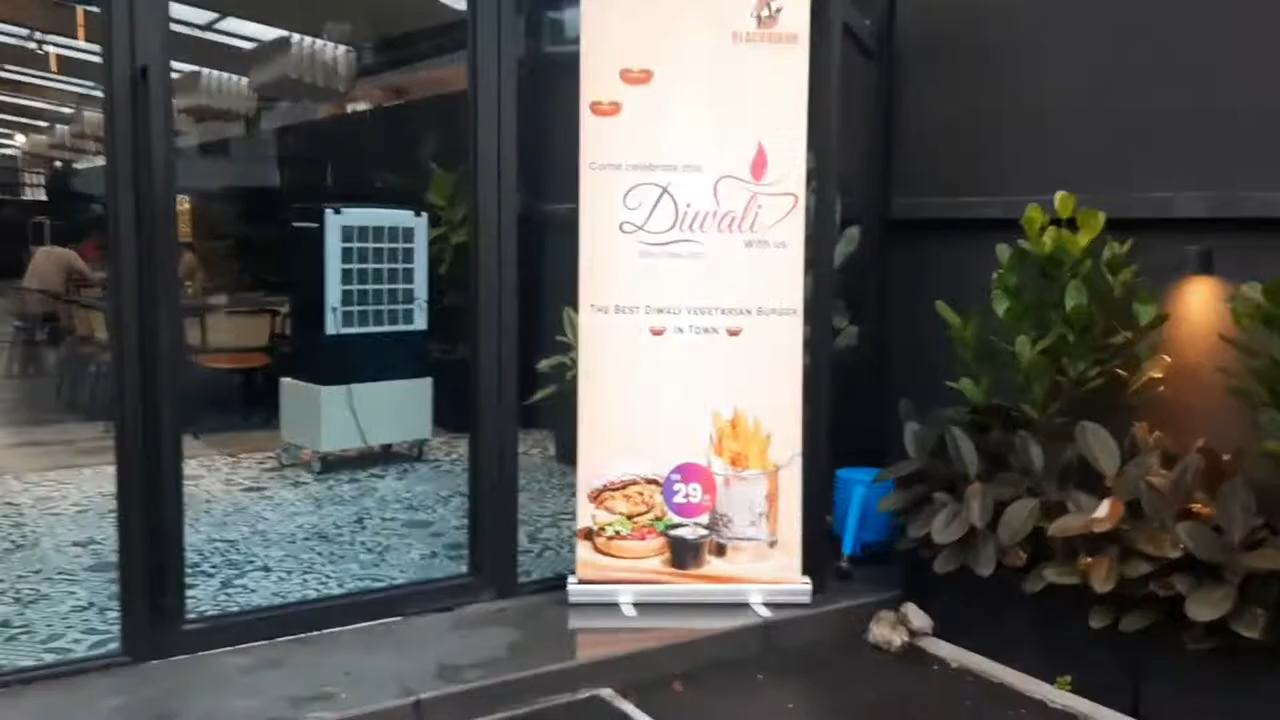 Come celebrate this
Diwali
With us
The Best Diwali Vegetarian Burger
in Town
29